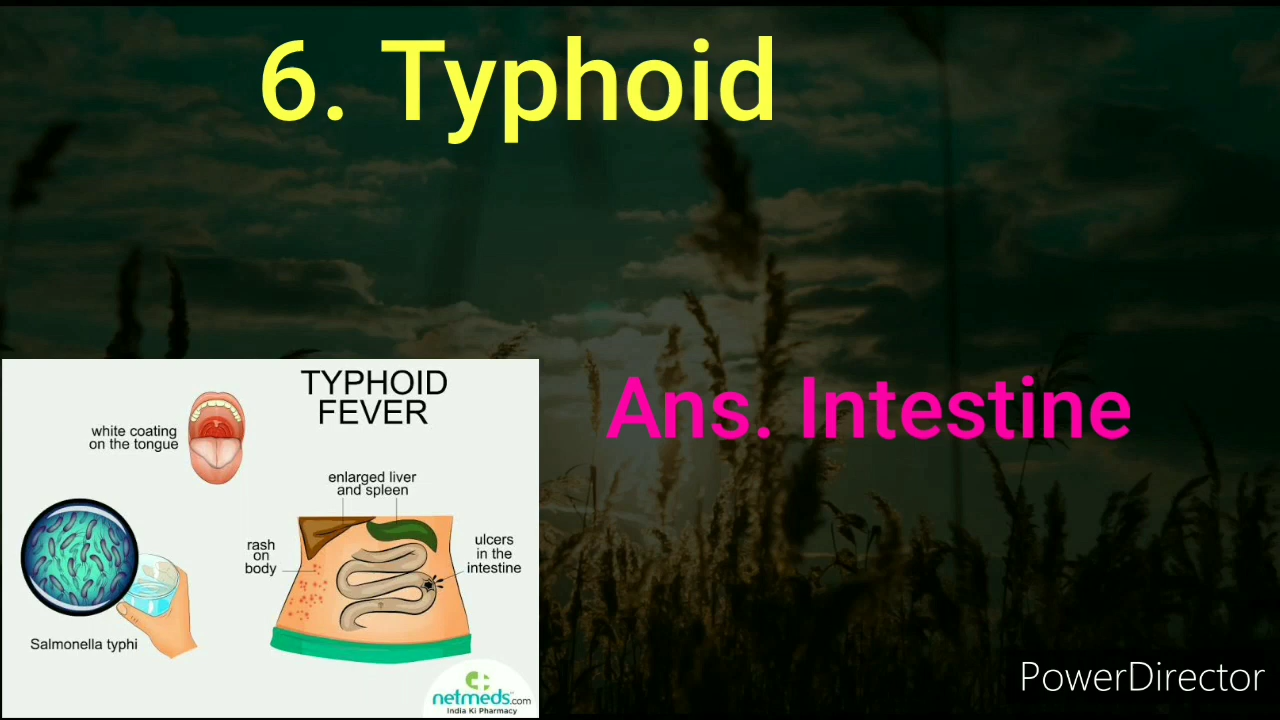 6. Typhoid
Ans. Intestine
TYPHOID
FEVER
white coating
on the tongue
enlarged liver
and spleen
rash
on
body
ulcers
in the
intestine
Salmonella typhi
netmeds.com
India Ki Pharmacy
PowerDirector